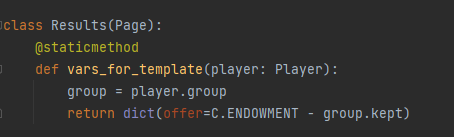 class Results(Page):
    @staticmethod
    def vars_for_template(player: Player):
        group = player.group
        return dict(offer=C.ENDOWMENT - group.kept)